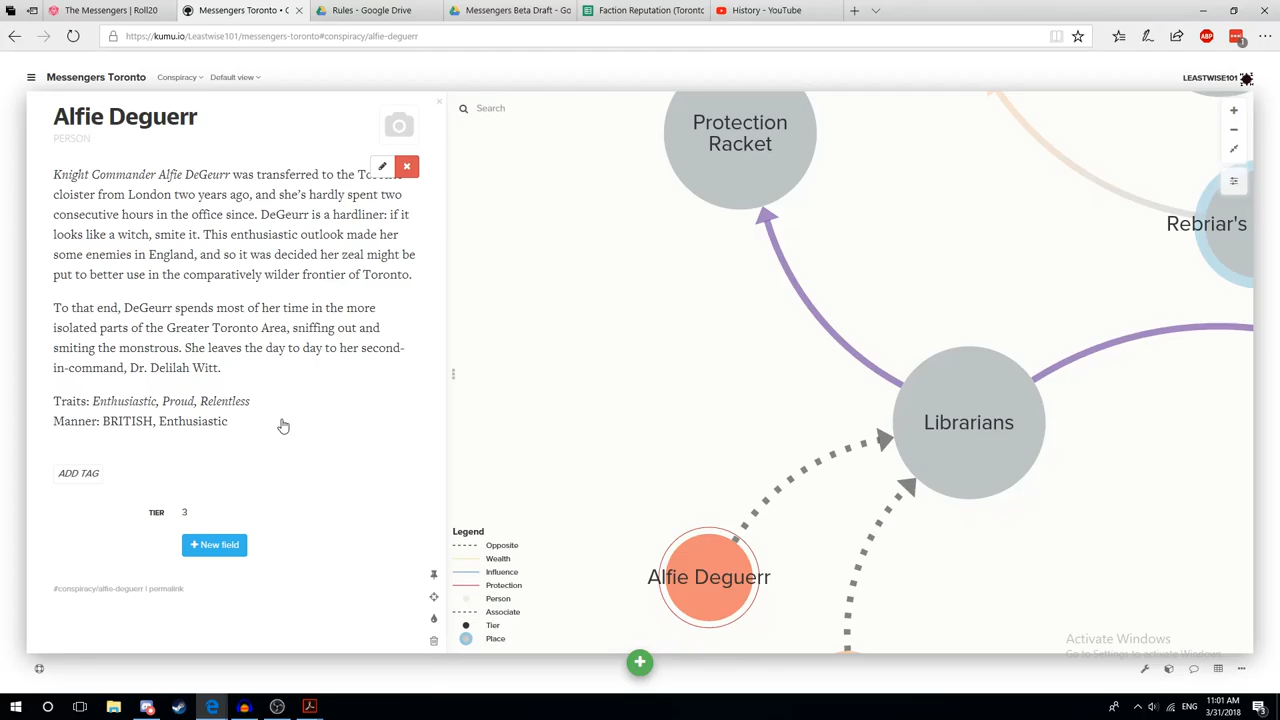 The Messengers | Roll20
Messengers Toronto • C
Rules - Google Drive
Messengers Beta Draft - Go
Faction Reputation (Toronto
History - YouTube
https://kumu.io/Leastwise101/messengers-toronto#conspiracy/alfie-deguerr
ABP
1
Messengers Toronto
Conspiracy
Default view
LEASTWISE101
Alfie Deguerr
PERSON
Knight Commander Alfie DeGeurr was transferred to the To
cloister from London two years ago, and she's hardly spent two
consecutive hours in the office since. DeGeurr is a hardliner: if it
looks like a witch, smite it. This enthusiastic outlook made her
some enemies in England, and so it was decided her zeal might be
put to better use in the comparatively wilder frontier of Toronto.
To that end, DeGeurr spends most of her time in the more
isolated parts of the Greater Toronto Area, sniffing out and
smiting the monstrous. She leaves the day to day to her second-
in-command, Dr. Delilah Witt.
Traits: Enthusiastic, Proud, Relentless
Manner: BRITISH, Enthusiastic
ADD TAG
TIER 3
+ New field
#conspiracy/alfie-deguerr | permalink
Search
Protection
Racket
Rebriar's
Librarians
Alfie Deguerr
Legend
Opposite
Wealth
Influence
Protection
Person
Associate
Tier
Place
Activate Windows
Go to Settings to activate Windows.
ENG
11:01 AM
3/31/2018
3